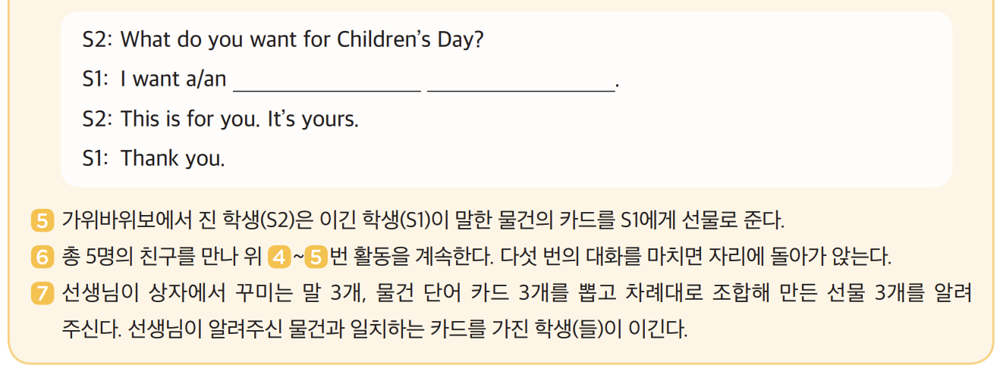 S2: What do you want for Children’s Day?
S1: I want a/an ____________ ____________.
S2: This is for you. It’s yours.
S1: Thank you.
5 가위바위보에서 진 학생(S2)은 이긴 학생(S1)이 말한 물건의 카드를 S1에게 선물로 준다.
6 총 5명의 친구를 만나 위 4~5번 활동을 계속한다. 다섯 번의 대화를 마치면 자리에 돌아가 앉는다.
7 선생님이 상자에서 꾸미는 말 3개, 물건 단어 카드 3개를 뽑고 차례대로 조합해 만든 선물 3개를 알려
주신다. 선생님이 알려주신 물건과 일치하는 카드를 가진 학생(들)이 이긴다.